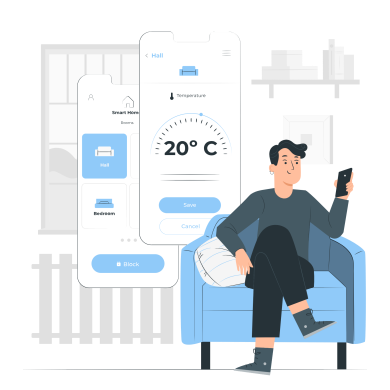 Hall
Temperature
20° C
Save
Cancel
Smart Home
Rooms
Hall
Bedroom
Block